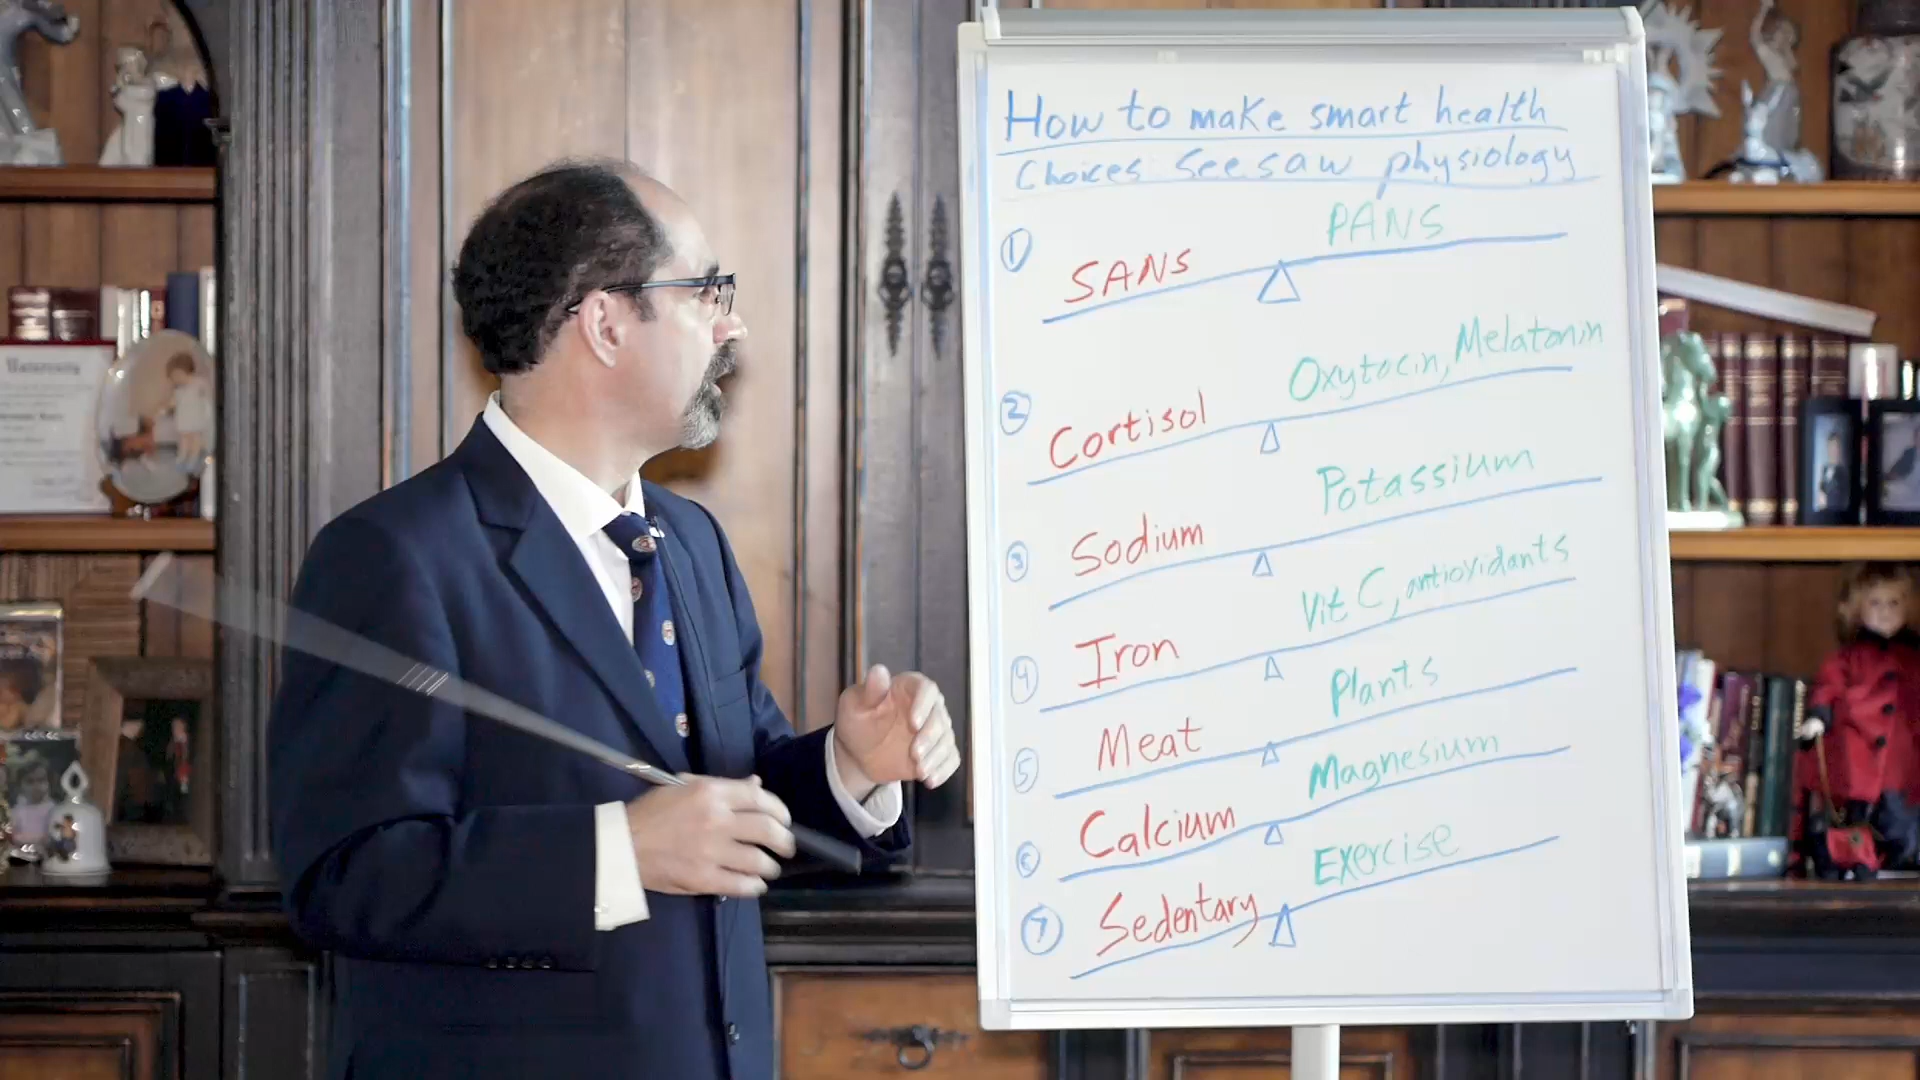 How to make smart health
Choices: Seesaw physiology
① SANS PANS
② Cortisol Oxytocin, Melatonin
③ Sodium Potassium
④ Iron Vit C, antioxidants
⑤ Meat Plants
⑥ Calcium Magnesium
⑦ Sedentary Exercise
University